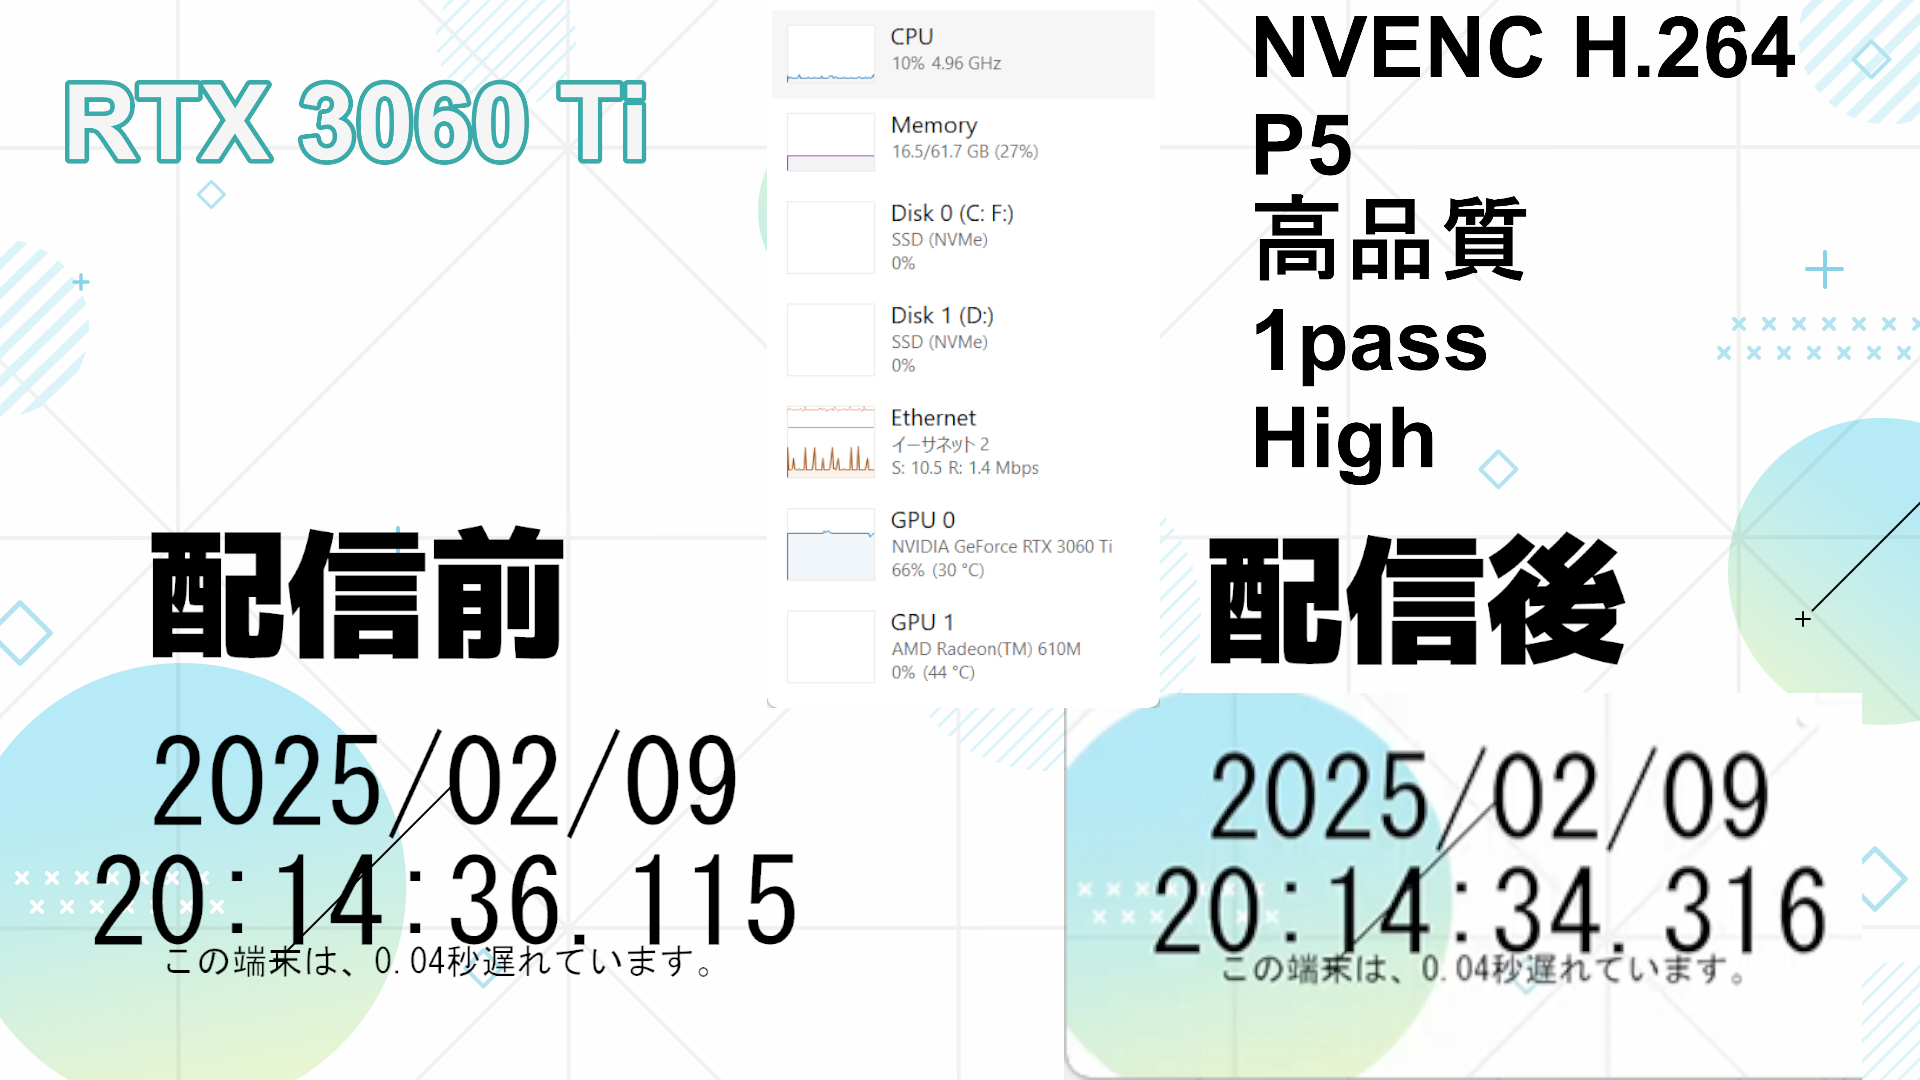 RTX 3060 Ti
CPU
10% 4.96 GHz
Memory
16.5/61.7 GB (27%)
Disk 0 (C: F:)
SSD (NVMe)
0%
Disk 1 (D:)
SSD (NVMe)
0%
Ethernet
イーサネット 2
S: 10.5 R: 1.4 Mbps
GPU 0
NVIDIA GeForce RTX 3060 Ti
66% (30 °C)
GPU 1
AMD Radeon(TM) 610M
0% (44 °C)
NVENC H.264
P5
高品質
1pass
High
配信前
2025/02/09
20:14:36.115
この端末は、0.04秒遅れています。
配信後
2025/02/09
20:14:34.316
この端末は、0.04秒遅れています。